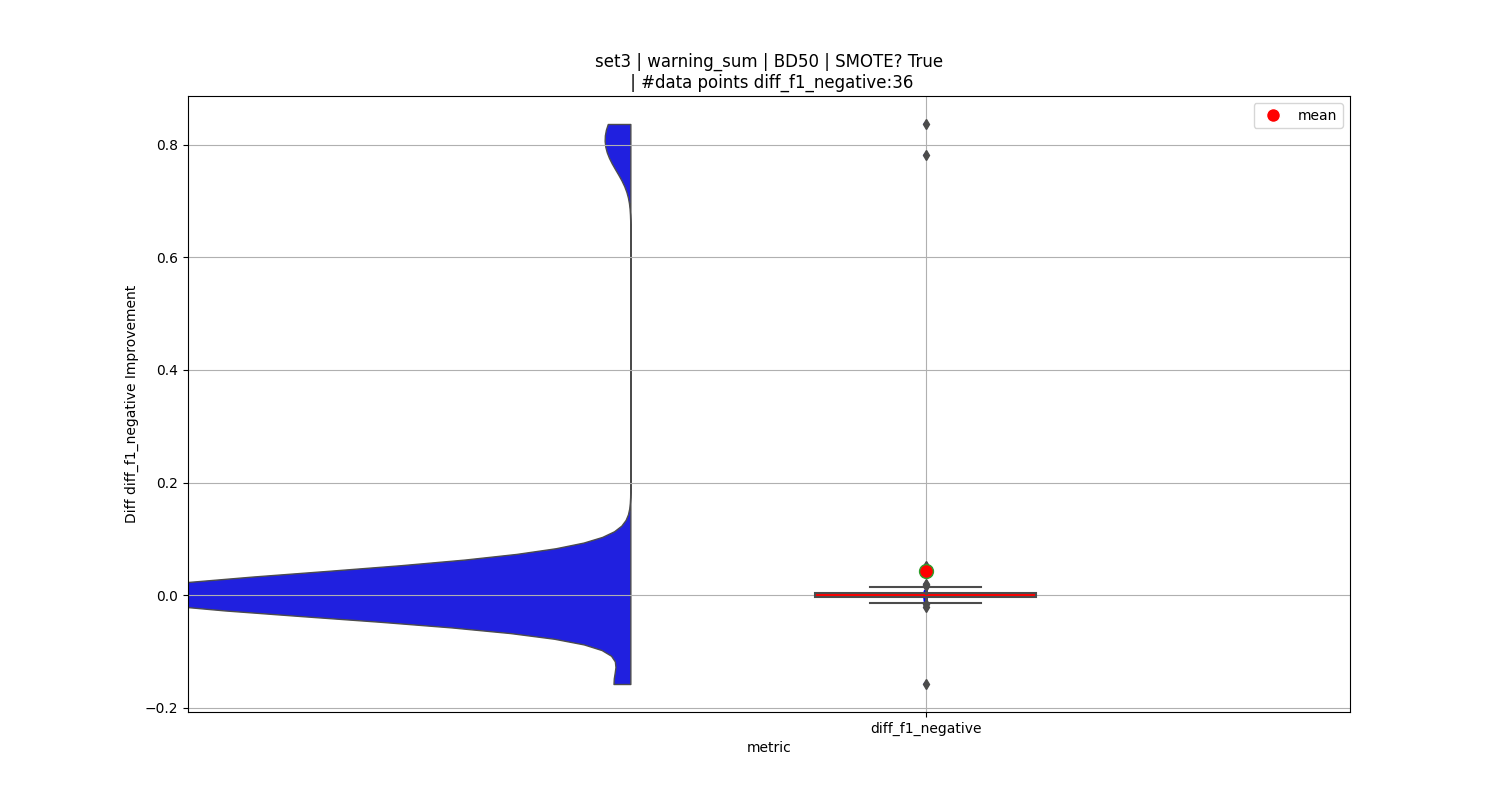 set3 | warning_sum | BD50 | SMOTE? True
| #data points diff_f1_negative:36
mean
Diff diff_f1_negative Improvement
0.8
0.6
0.4
0.2
0.0
−0.2
diff_f1_negative
metric